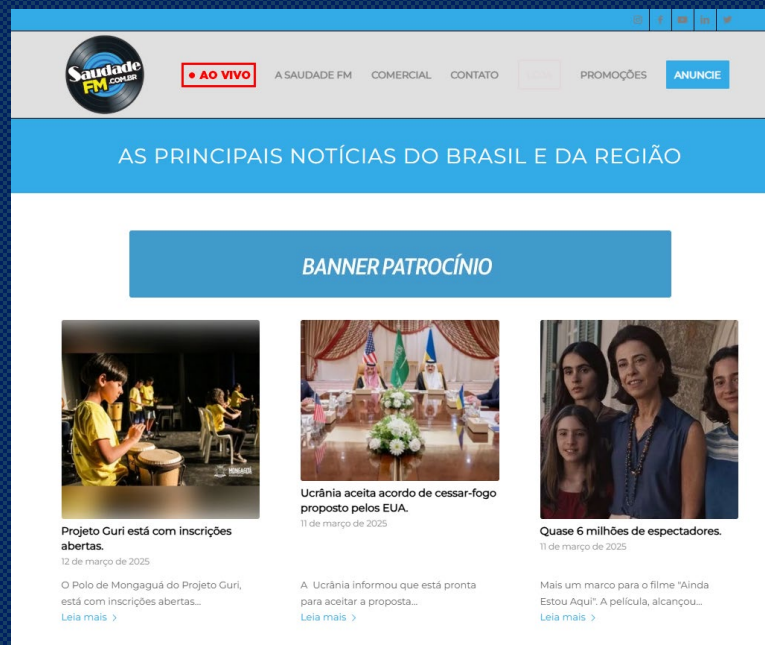 Saudade
FM .COM.BR
• AO VIVO
A SAUDADE FM
COMERCIAL
CONTATO
PROMOÇÕES
ANUNCIE
AS PRINCIPAIS NOTÍCIAS DO BRASIL E DA REGIÃO
BANNER PATROCÍNIO
MONGAGUÁ
Projeto Guri está com inscrições
abertas.
12 de março de 2025
O Polo de Mongaguá do Projeto Guri,
está com inscrições abertas...
Leia mais
Ucrânia aceita acordo de cessar-fogo
proposto pelos EUA.
11 de março de 2025
A Ucrânia informou que está pronta
para aceitar a proposta...
Leia mais
Quase 6 milhões de espectadores.
11 de março de 2025
Mais um marco para o filme "Ainda
Estou Aqui". A película, alcançou...
Leia mais